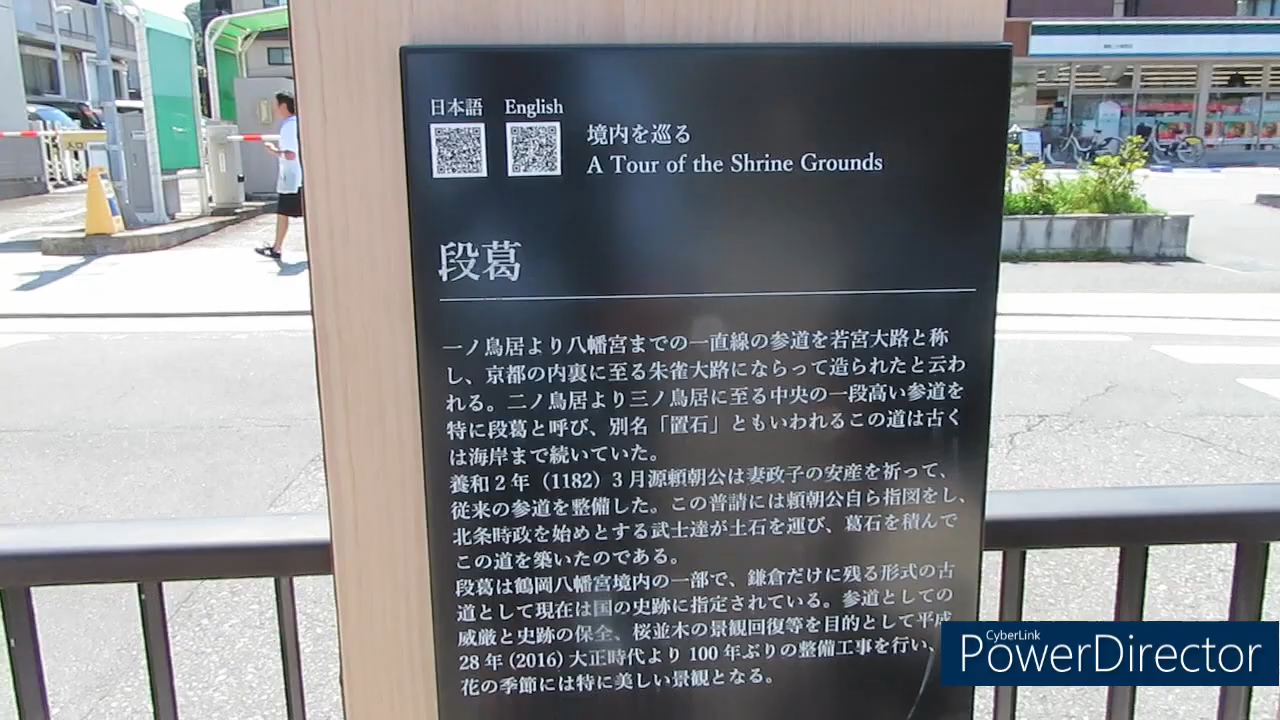 日本語
English
境内を巡る
A Tour of the Shrine Grounds
段葛
一ノ鳥居より八幡宮までの一直線の参道を若宮大路と称
し、京都の内裏に至る朱雀大路にならって造られたと云わ
れる。二ノ鳥居より三ノ鳥居に至る中央の一段高い参道を
特に段葛と呼び、別名「置石」ともいわれるこの道は古く
は海岸まで続いていた。
養和2年（1182）3月源頼朝公は妻政子の安産を祈って、
従来の参道を整備した。この普請には頼朝公自ら指図をし、
北条時政を始めとする武士達が土石を運び、葛石を積んで
この道を築いたのである。
段葛は鶴岡八幡宮境内の一部で、鎌倉だけに残る形式の古
道として現在は国の史跡に指定されている。参道としての
威厳と史跡の保全、桜並木の景観回復等を目的として平成
28年（2016）大正時代より100年ぶりの整備工事を行い、
花の季節には特に美しい景観となる。
CyberLink
PowerDirector